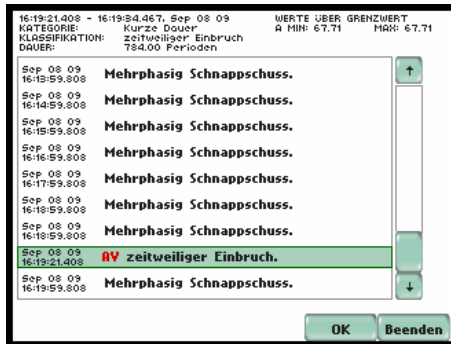 16:19:21.408 - 16:19:34.467, Sep 08 09 WERTE ÜBER GRENZWERT
KATEGORIE: Kurze Dauer A MIN: 67.71 MAX: 67.71
KLASSIFIKATION: zeitweiliger Einbruch
DAUER: 784.00 Perioden
Sep 08 09
16:13:59.808 Mehrphasig Schnappschuss.
Sep 08 09
16:14:59.808 Mehrphasig Schnappschuss.
Sep 08 09
16:15:59.808 Mehrphasig Schnappschuss.
Sep 08 09
16:16:59.808 Mehrphasig Schnappschuss.
Sep 08 09
16:17:59.808 Mehrphasig Schnappschuss.
Sep 08 09
16:18:59.808 Mehrphasig Schnappschuss.
Sep 08 09
16:18:59.808 Mehrphasig Schnappschuss.
Sep 08 09
16:19:21.408 AV zeitweiliger Einbruch.
Sep 08 09
16:19:59.808 Mehrphasig Schnappschuss.
OK Beenden